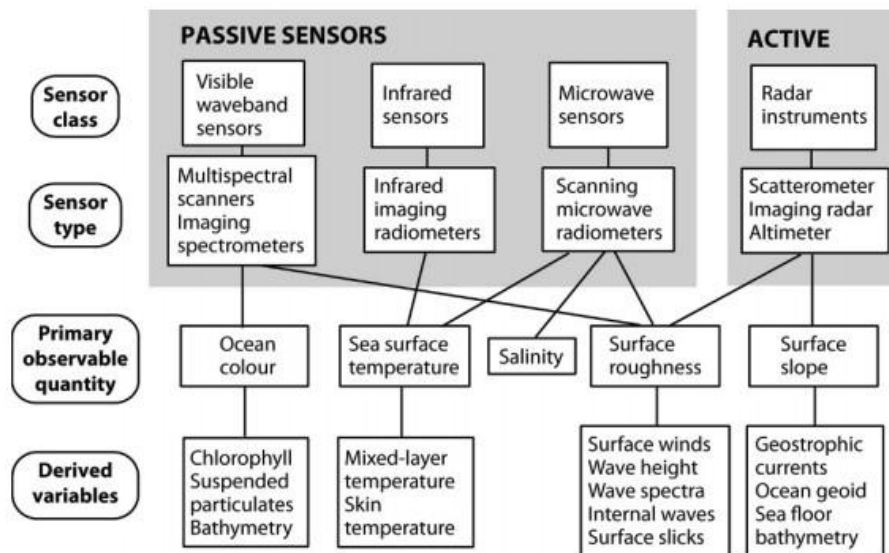 PASSIVE SENSORS
ACTIVE
Sensor
class
Visible
waveband
sensors
Infrared
sensors
Microwave
sensors
Radar
instruments
Sensor
type
Multispectral
scanners
Imaging
spectrometers
Infrared
imaging
radiometers
Scanning
microwave
radiometers
Scatterometer
Imaging radar
Altimeter
Primary
observable
quantity
Ocean
colour
Sea surface
temperature
Salinity
Surface
roughness
Surface
slope
Derived
variables
Chlorophyll
Suspended
particulates
Bathymetry
Mixed-layer
temperature
Skin
temperature
Surface winds
Wave height
Wave spectra
Internal waves
Surface slicks
Geostrophic
currents
Ocean geoid
Sea floor
bathymetry